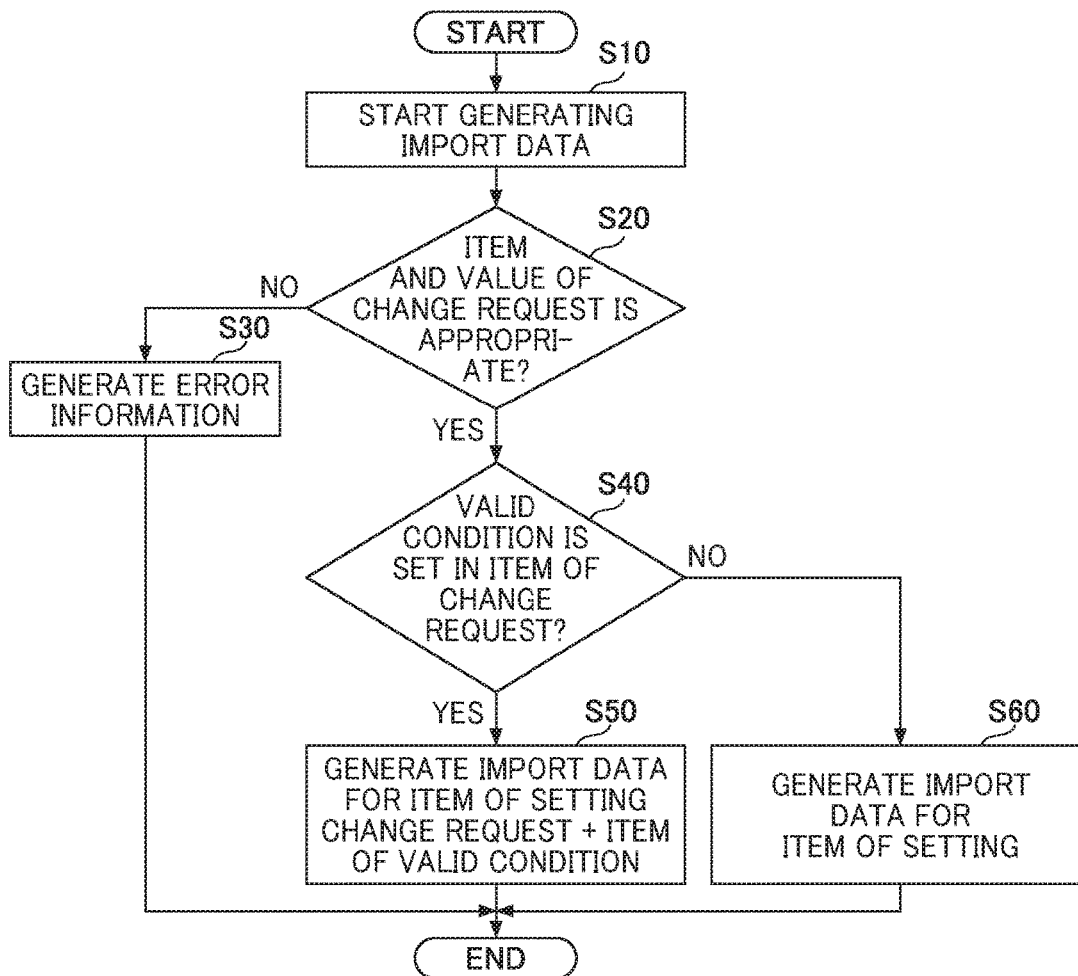 START
S10
START GENERATING
IMPORT DATA
S20
ITEM
AND VALUE OF
CHANGE REQUEST IS
APPROPRI-
ATE?
NO
S30
GENERATE ERROR
INFORMATION
YES
S40
VALID
CONDITION IS
SET IN ITEM OF
CHANGE
REQUEST?
NO
YES
S50
GENERATE IMPORT DATA
FOR ITEM OF SETTING
CHANGE REQUEST + ITEM
OF VALID CONDITION
S60
GENERATE IMPORT
DATA FOR
ITEM OF SETTING
END